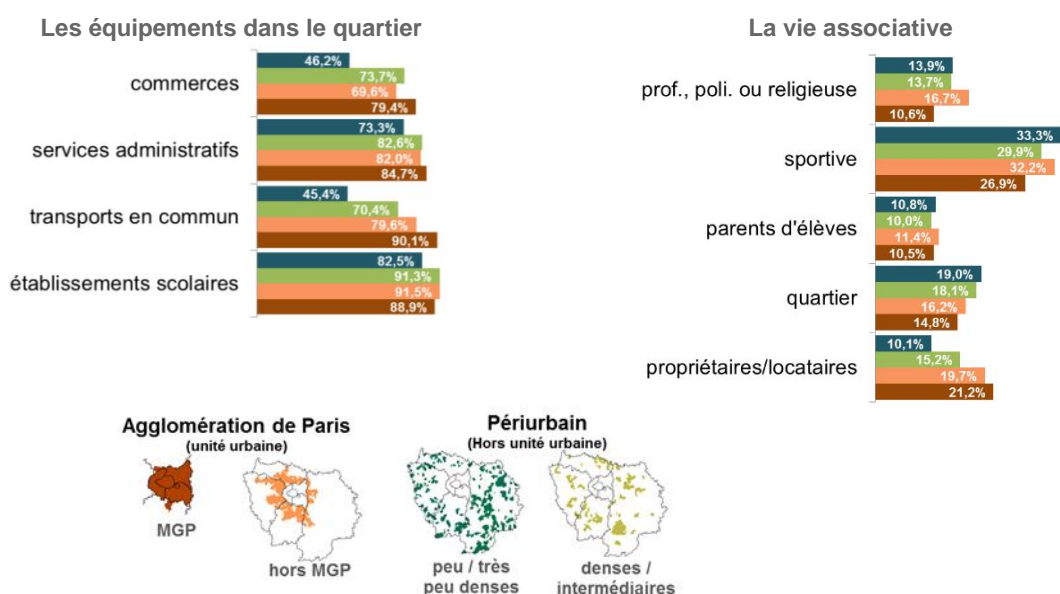 Les équipements dans le quartier
commerces
46,2%
73,7%
69,6%
79,4%
services administratifs
73,3%
82,6%
82,0%
84,7%
transports en commun
45,4%
70,4%
79,6%
90,1%
établissements scolaires
82,5%
91,3%
91,5%
88,9%
La vie associative
prof., poli. ou religieuse
13,9%
13,7%
16,7%
10,6%
sportive
33,3%
29,9%
32,2%
26,9%
parents d'élèves
10,8%
10,0%
11,4%
10,5%
quartier
19,0%
18,1%
16,2%
14,8%
propriétaires/locataires
10,1%
15,2%
19,7%
21,2%
Agglomération de Paris
(unité urbaine)
MGP
hors MGP
Périurbain
(Hors unité urbaine)
peu / très
peu denses
denses /
intermédiaires